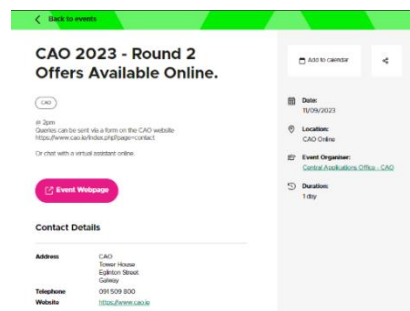 Back to events
CAO 2023 - Round 2
Offers Available Online.
CAO
@ 2pm
Queries can be sent via a form on the CAO website
https://www.cao.ie/index.php?page=contact
Or chat with a virtual assistant online.
Event Webpage
Contact Details
Address
CAO
Tower House
Eglinton Street
Galway
Telephone
091 509 800
Website
https://www.cao.ie
Add to calendar
Date:
11/09/2023
Location:
CAO Online
Event Organiser:
Central Applications Office - CAO
Duration:
1 day